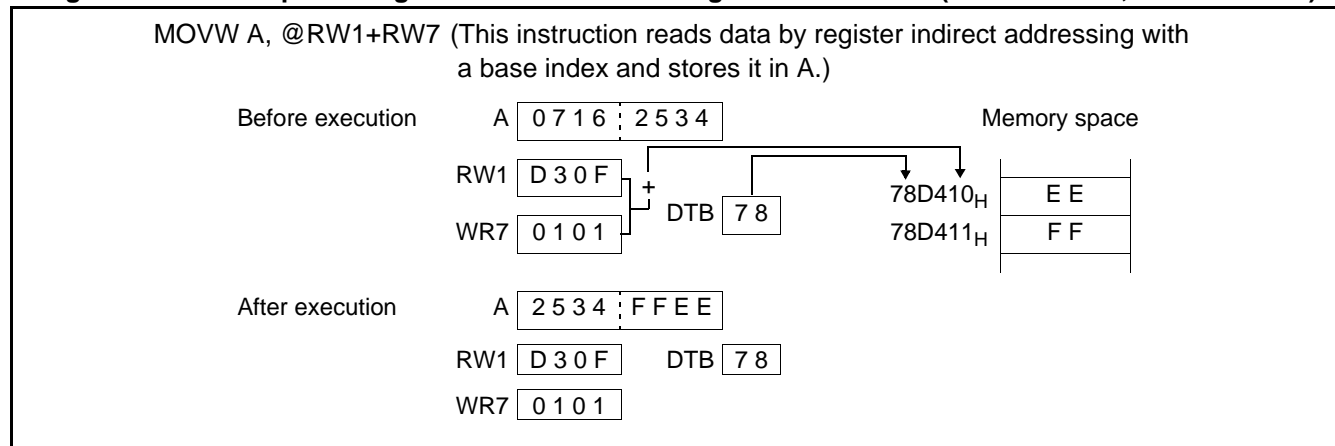 MOVW A, @RW1+RW7 (This instruction reads data by register indirect addressing with
a base index and stores it in A.)
Before execution A 0716 2534 Memory space
RW1 D30F + DTB 78 78D410H EE
WR7 0101 78D411H FF
After execution A 2534 FFEE
RW1 D30F DTB 78
WR7 0101